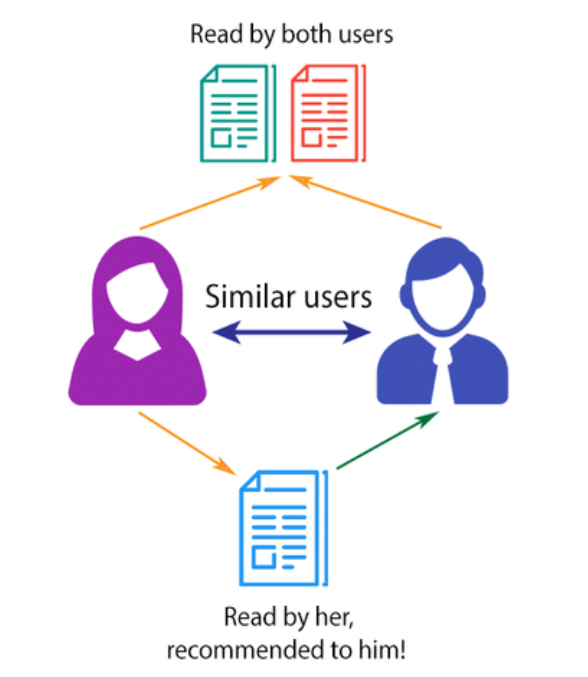 Read by both users
Similar users
Read by her,
recommended to him!